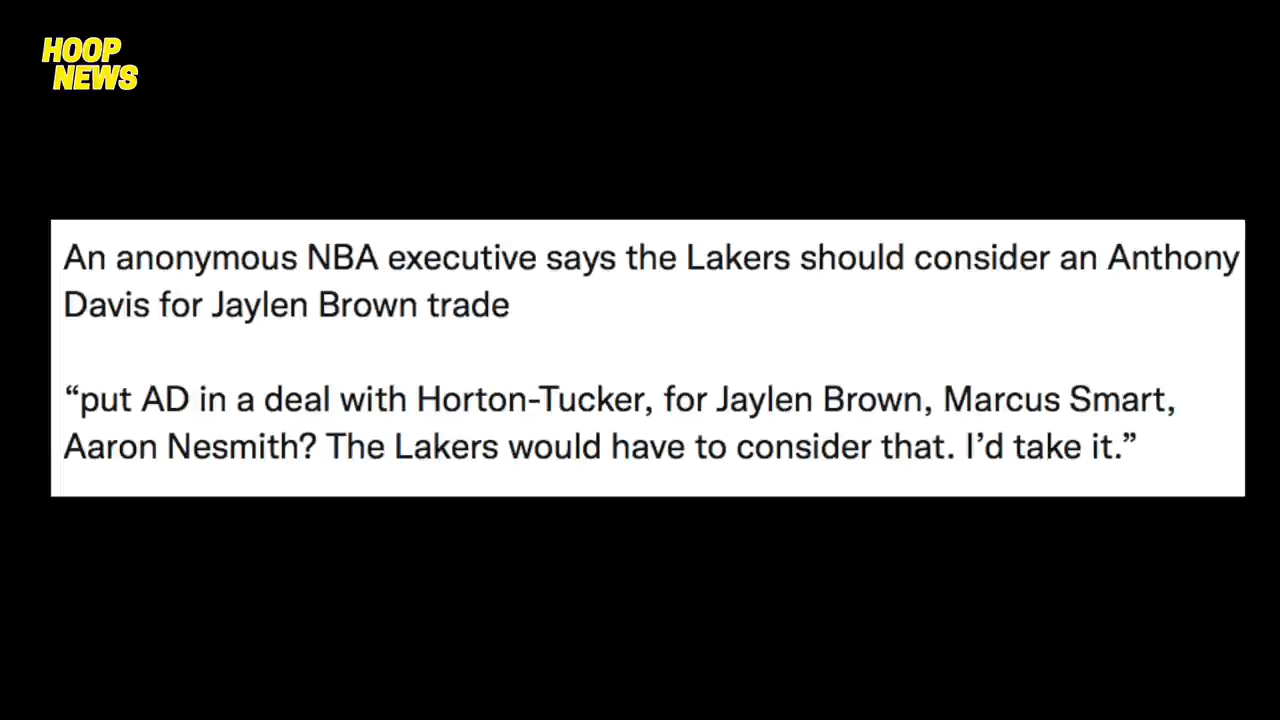 HOOP
NEWS
An anonymous NBA executive says the Lakers should consider an Anthony
Davis for Jaylen Brown trade
“put AD in a deal with Horton-Tucker, for Jaylen Brown, Marcus Smart,
Aaron Nesmith? The Lakers would have to consider that. I’d take it.”